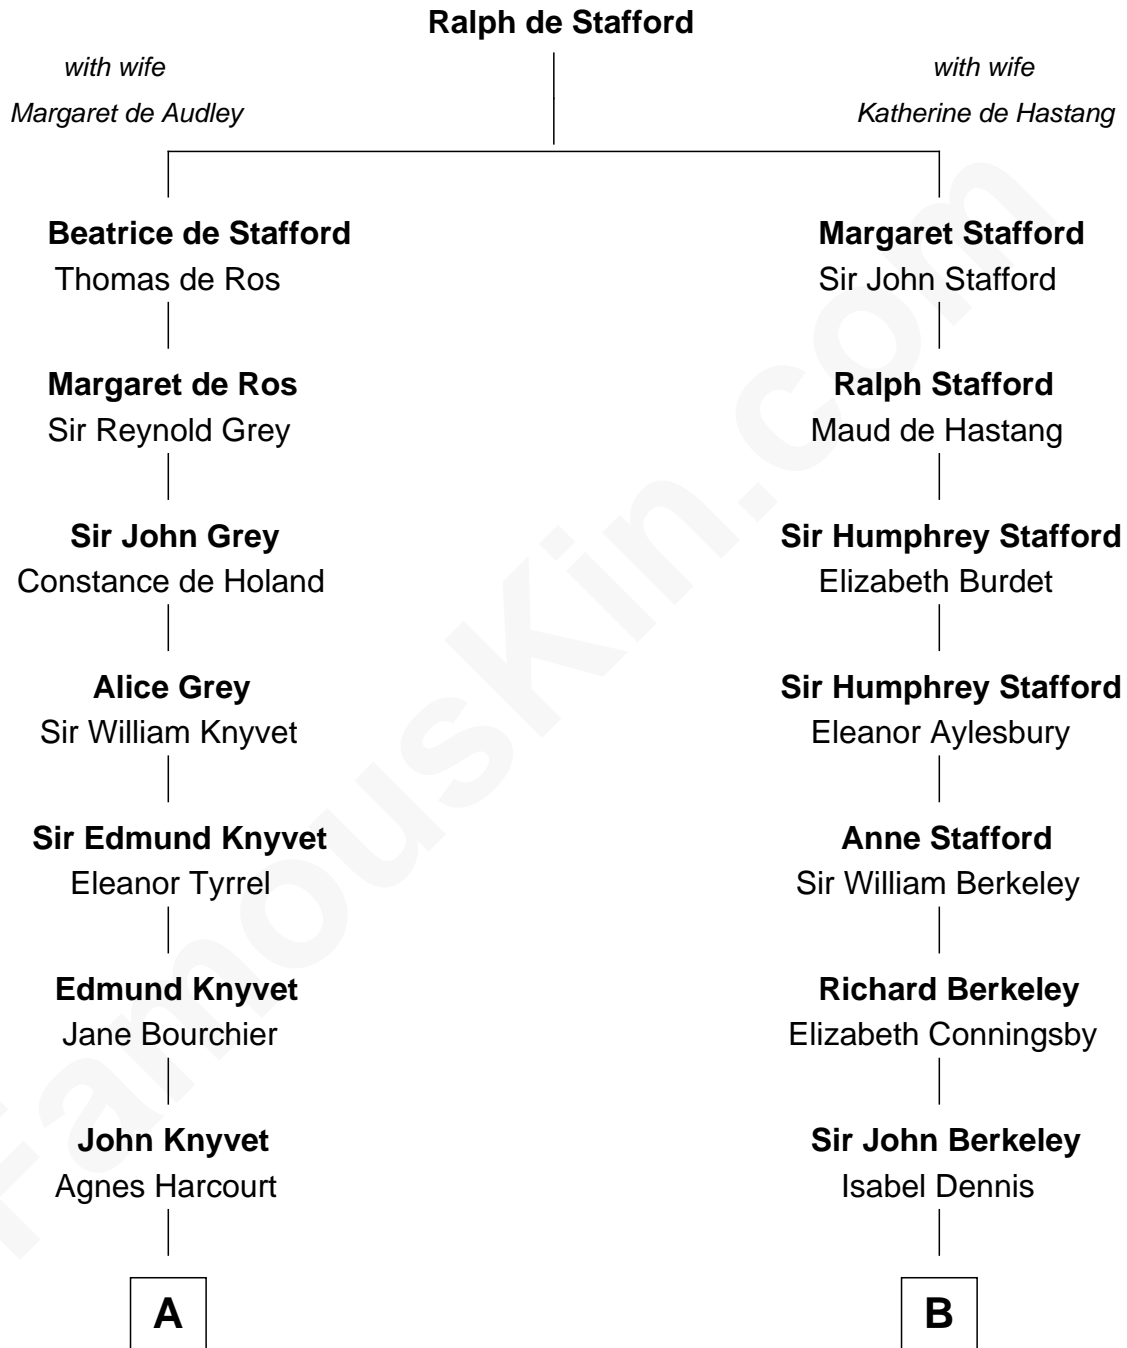 Ralph de Stafford
with wife
Margaret de Audley
with wife
Katherine de Hastang
Beatrice de Stafford
Thomas de Ros
Margaret de Ros
Sir Reynold Grey
Sir John Grey
Constance de Holand
Alice Grey
Sir William Knyvet
Sir Edmund Knyvet
Eleanor Tyrrel
Edmund Knyvet
Jane Bourchier
John Knyvet
Agnes Harcourt
A
Margaret Stafford
Sir John Stafford
Ralph Stafford
Maud de Hastang
Sir Humphrey Stafford
Elizabeth Burdet
Sir Humphrey Stafford
Eleanor Aylesbury
Anne Stafford
Sir William Berkeley
Richard Berkeley
Elizabeth Conningsby
Sir John Berkeley
Isabel Dennis
B
FamousKin.com